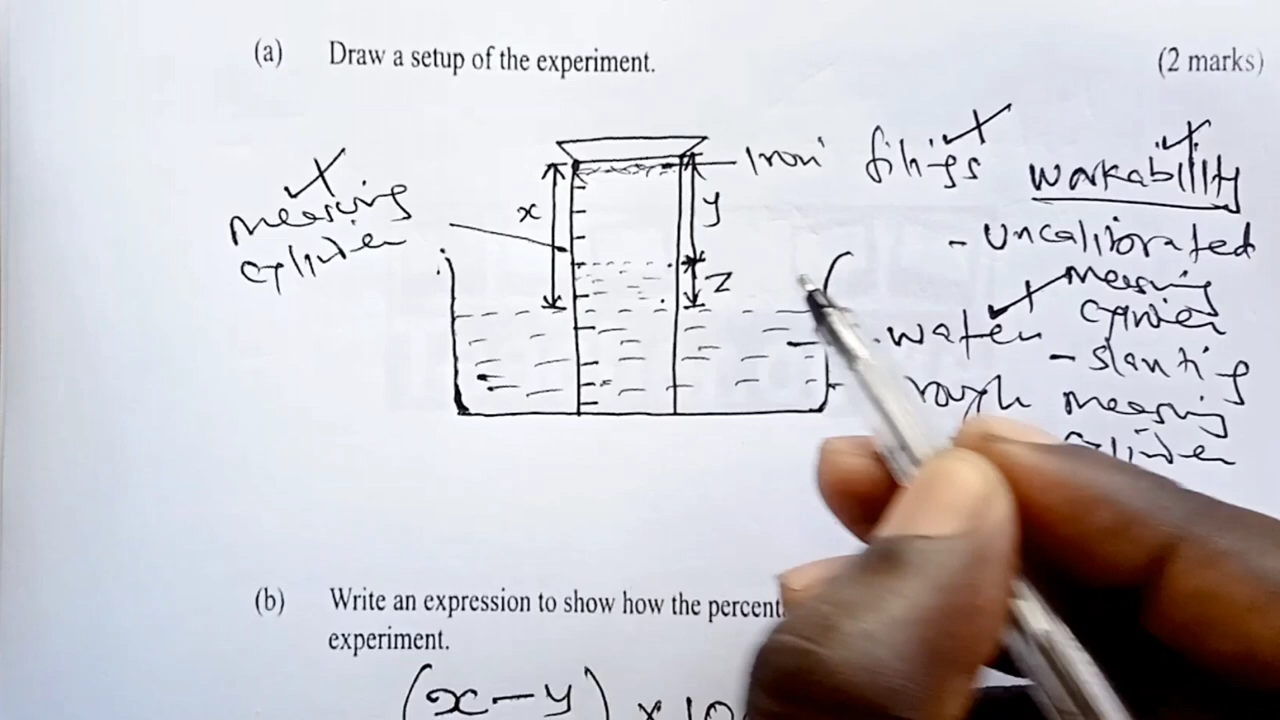 (a) Draw a setup of the experiment. (2 marks)
Iron filings
measuring
cylinder
x
y
z
workability
- uncalibrated
measuring
cylinder
water
- slanting
measuring
(b) Write an expression to show how the percent
experiment.
(x - y) × 10